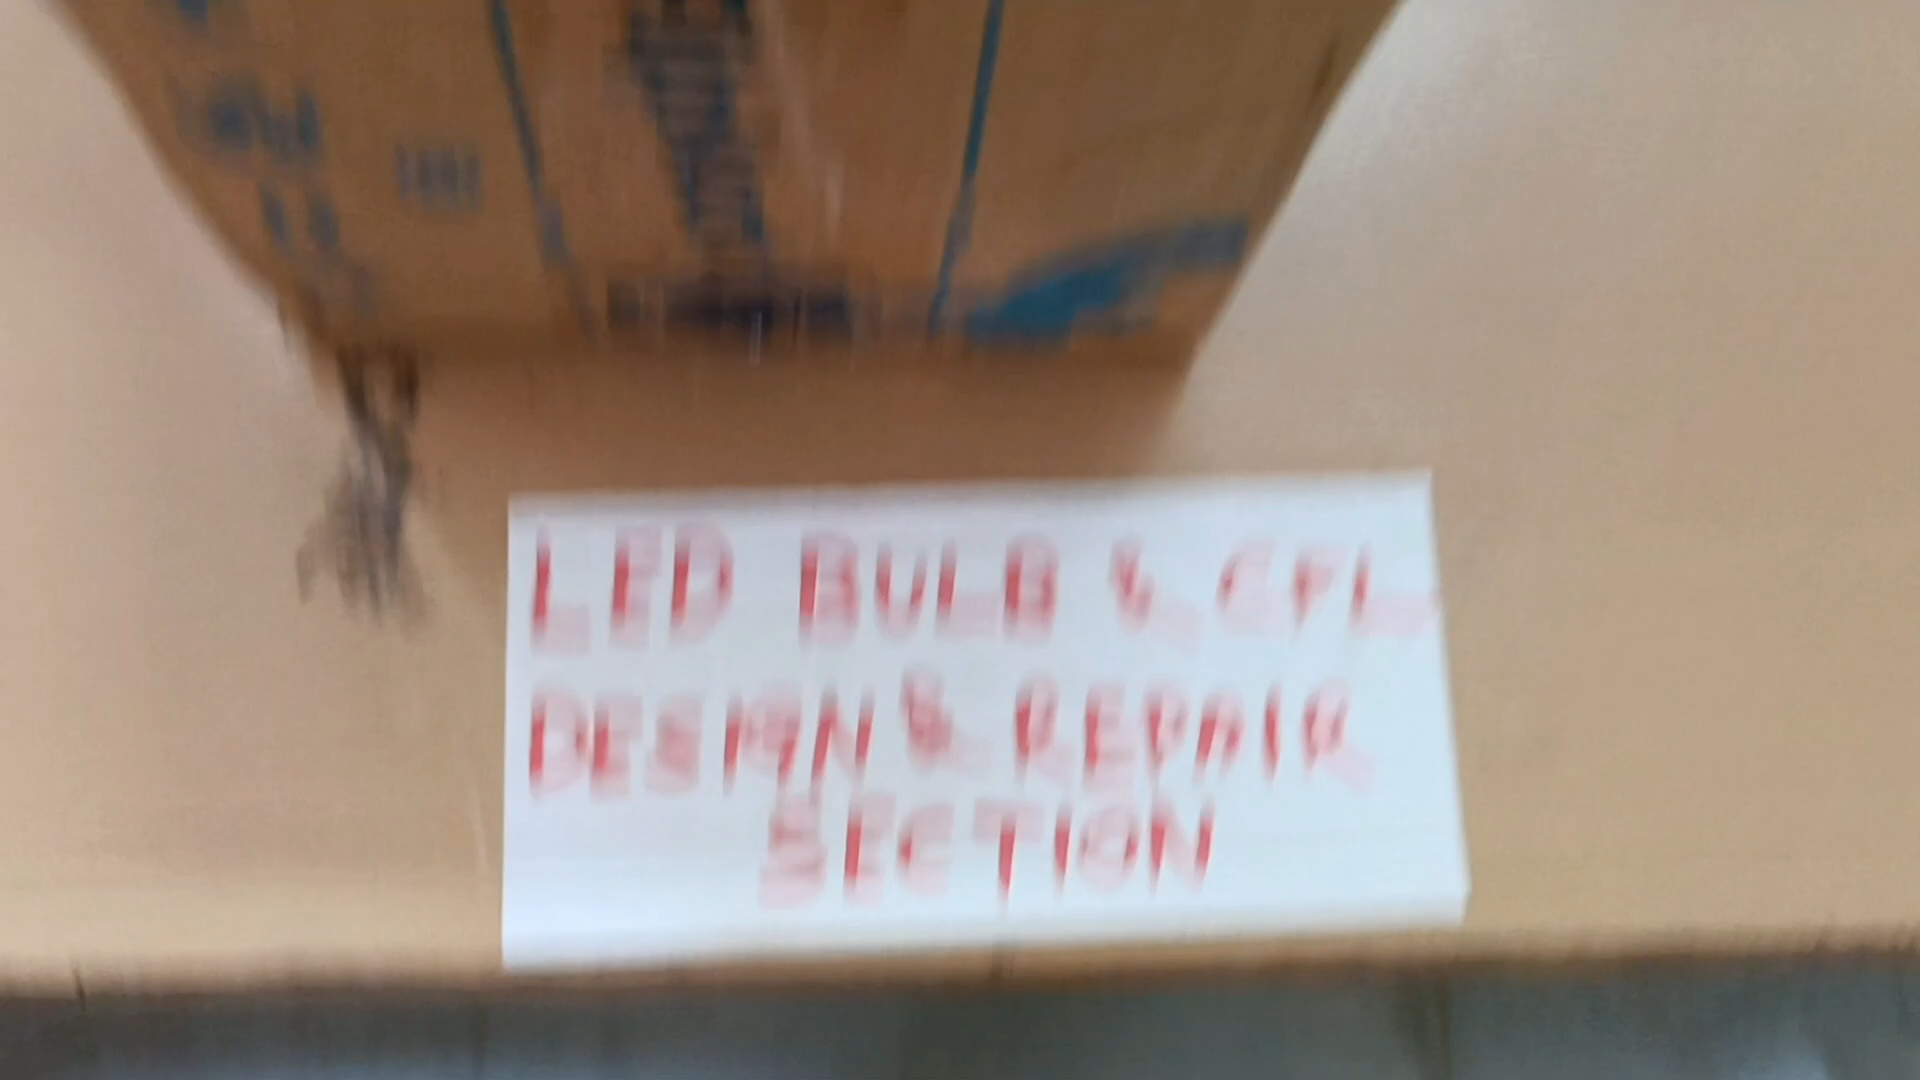 LED BULB & CFL
DESIGN & REPAIR
SECTION